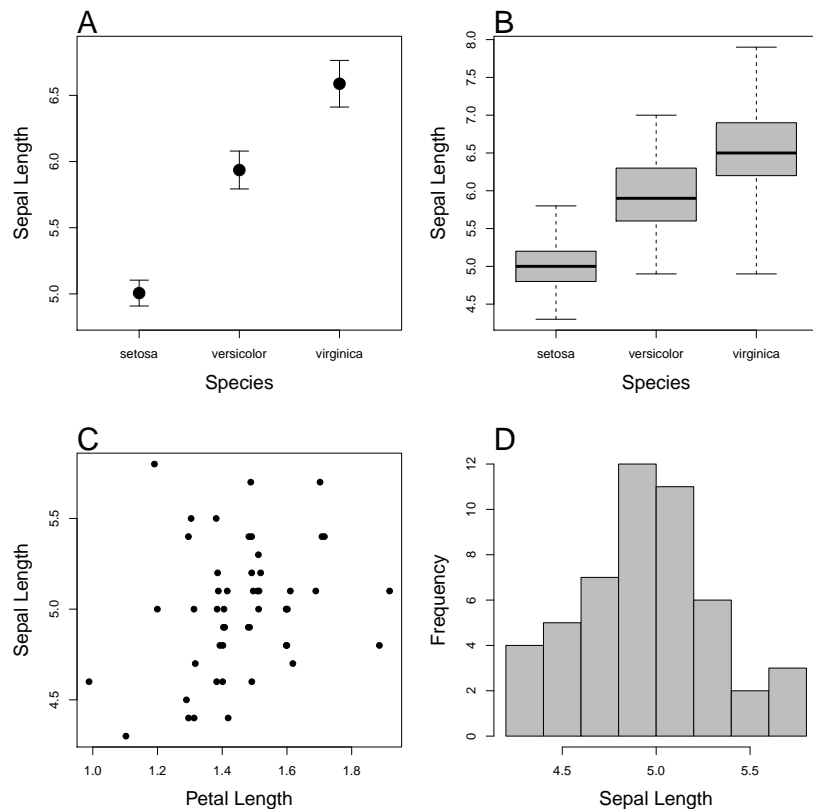 A
Sepal Length
6.5
6.0
5.5
5.0
setosa versicolor virginica
Species
B
Sepal Length
8.0
7.5
7.0
6.5
6.0
5.5
5.0
4.5
setosa versicolor virginica
Species
C
Sepal Length
5.5
5.0
4.5
1.0 1.2 1.4 1.6 1.8
Petal Length
D
Frequency
12
10
8
6
4
2
0
4.5 5.0 5.5
Sepal Length